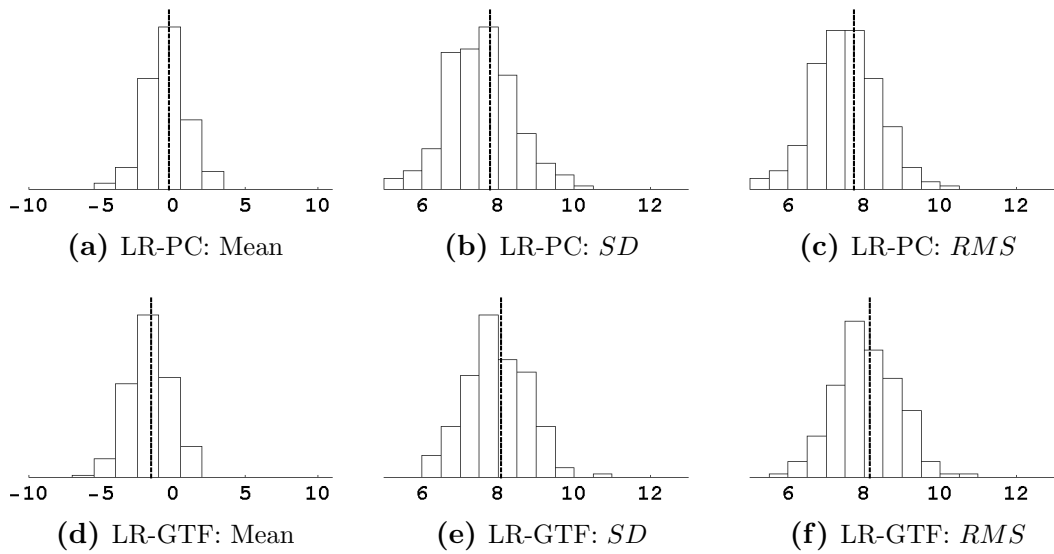 -10 -5 0 5 10 6 8 10 12 6 8 10 12
(a) LR-PC: Mean (b) LR-PC: SD (c) LR-PC: RMS
-10 -5 0 5 10 6 8 10 12 6 8 10 12
(d) LR-GTF: Mean (e) LR-GTF: SD (f) LR-GTF: RMS